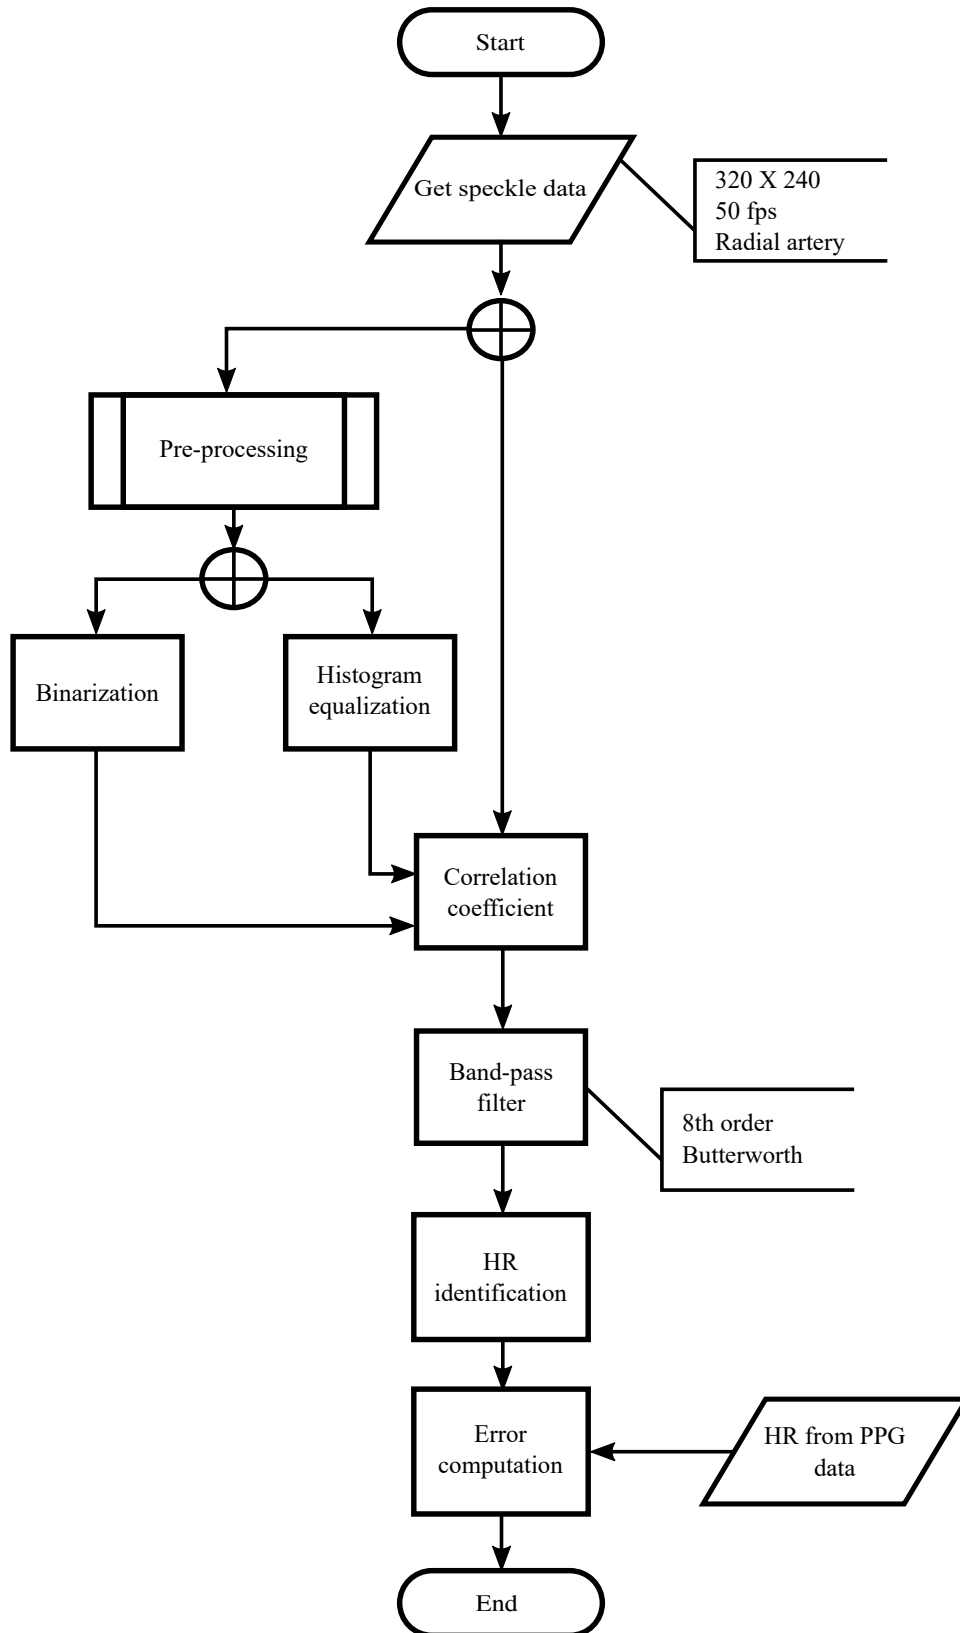 Start
Get speckle data
320 X 240
50 fps
Radial artery
Pre-processing
Binarization
Histogram
equalization
Correlation
coefficient
Band-pass
filter
8th order
Butterworth
HR
identification
Error
computation
HR from PPG
data
End